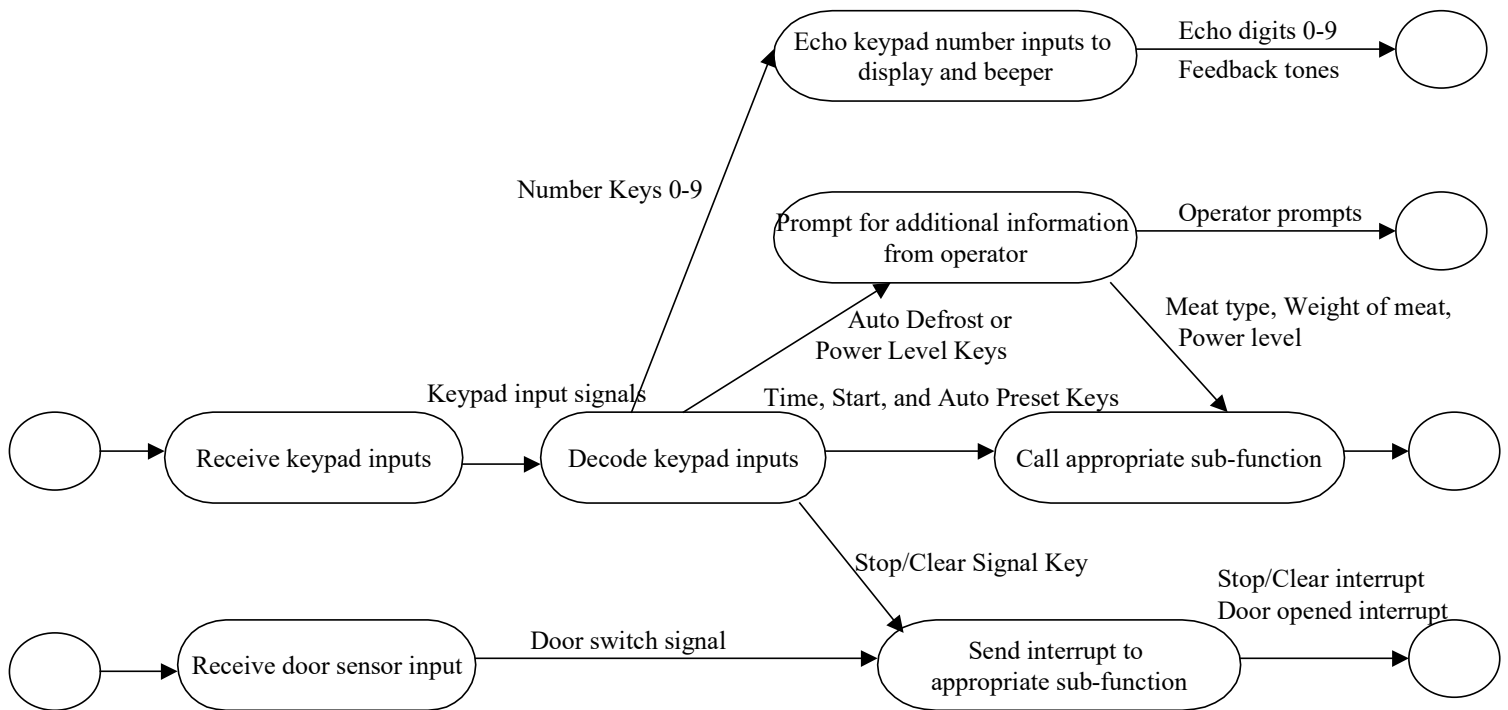 Echo keypad number inputs to
display and beeper
Echo digits 0-9
Feedback tones
Number Keys 0-9
Prompt for additional information
from operator
Operator prompts
Auto Defrost or
Power Level Keys
Meat type, Weight of meat,
Power level
Keypad input signals
Time, Start, and Auto Preset Keys
Receive keypad inputs
Decode keypad inputs
Call appropriate sub-function
Stop/Clear Signal Key
Stop/Clear interrupt
Door opened interrupt
Door switch signal
Receive door sensor input
Send interrupt to
appropriate sub-function